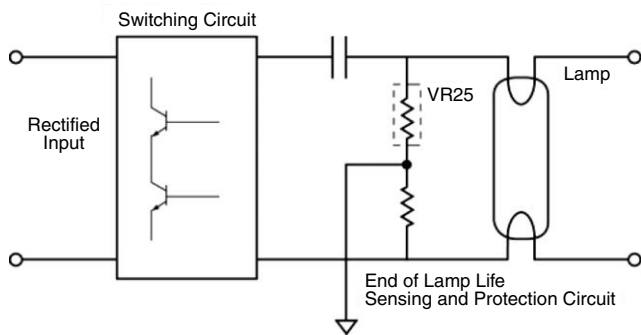 Switching Circuit
VR25
Lamp
Rectified
Input
End of Lamp Life
Sensing and Protection Circuit